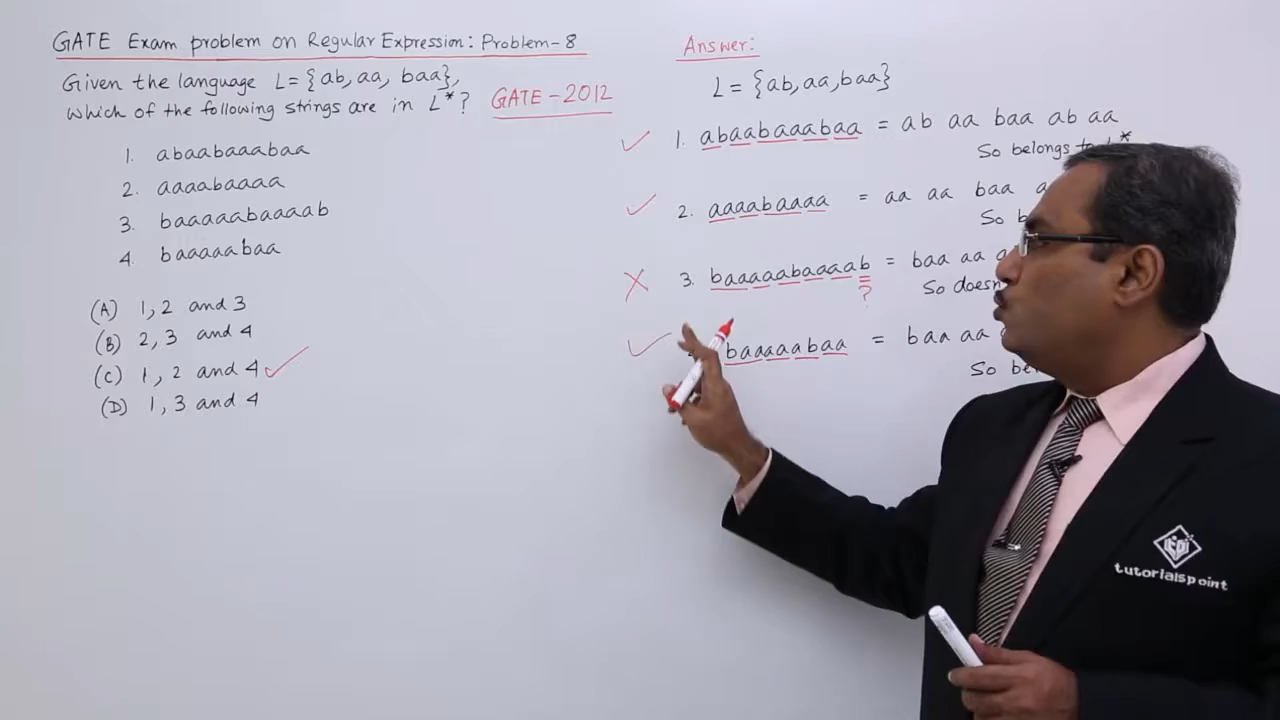 GATE Exam problem on Regular Expression: Problem-8
Given the language L = {ab, aa, baa},
which of the following strings are in L*? GATE-2012
1. abaabaaabaa
2. aaaabaaaa
3. baaaaabaaaab
4. baaaaabaa
(A) 1, 2 and 3
(B) 2, 3 and 4
(C) 1, 2 and 4
(D) 1, 3 and 4
Answer:
L = {ab, aa, baa}
1. abaabaaabaa = ab aa baa ab aa
So belongs to L*
2. aaaabaaaa = aa aa baa
So
3. baaaaabaaaab = baa aa
?
So
baaaaabaa = baa aa
So
tutorialspoint